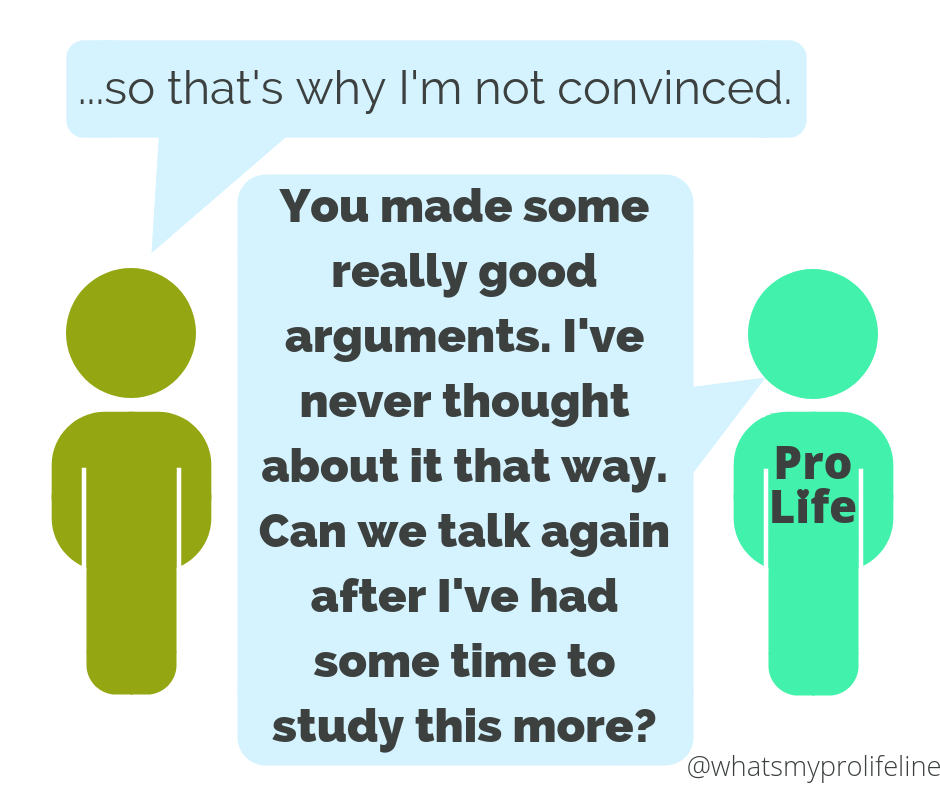 ...so that's why I'm not convinced.
You made some
really good
arguments. I've
never thought
about it that way.
Can we talk again
after I've had
some time to
study this more?
Pro
Life
@whatsmyprolifeline